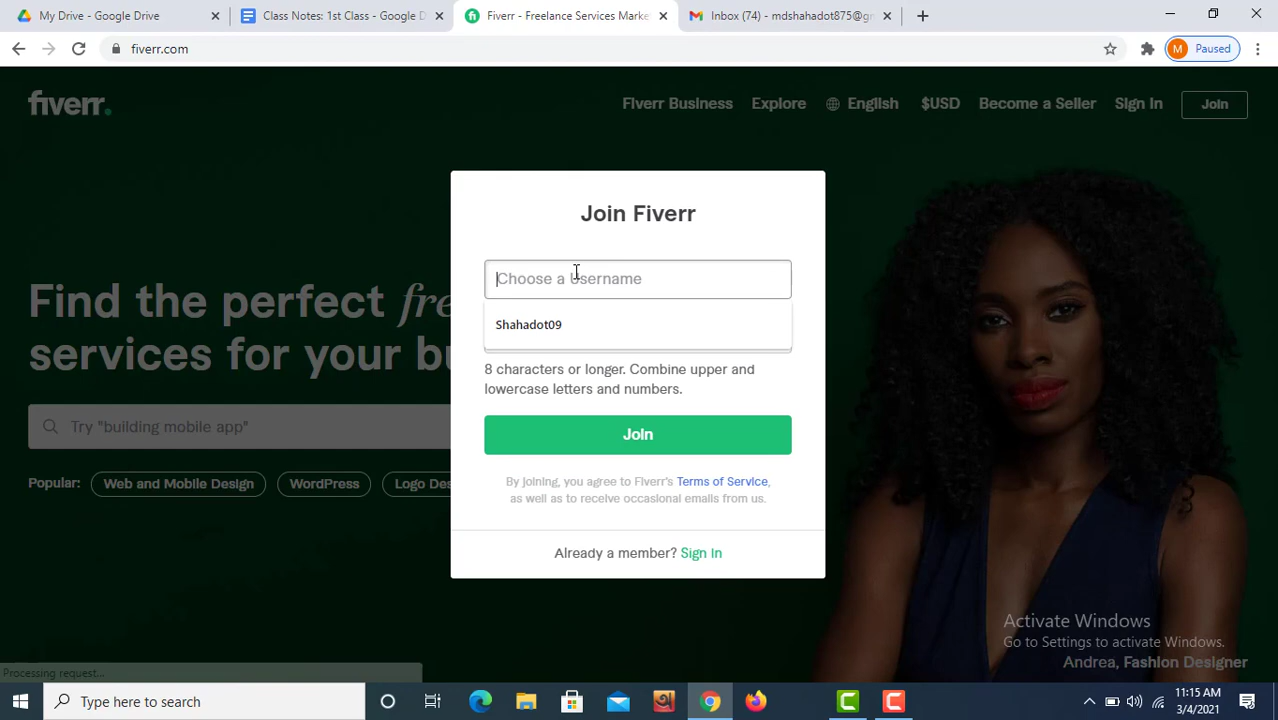 My Drive - Google Drive
Class Notes: 1st Class - Google D
Fiverr - Freelance Services Marke
Inbox (74) - mdshahadot875@gm
fiverr.com
M Paused
fiverr.
Fiverr Business
Explore
English
$USD
Become a Seller
Sign In
Join
Join Fiverr
Choose a Username
Shahadot09
8 characters or longer. Combine upper and
lowercase letters and numbers.
Join
By joining, you agree to Fiverr's Terms of Service,
as well as to receive occasional emails from us.
Already a member? Sign In
Find the perfect free
services for your bu
Try "building mobile app"
Popular:
Web and Mobile Design
WordPress
Logo Des
Activate Windows
Go to Settings to activate Windows.
Andrea, Fashion Designer
Processing request...
Type here to search
11:15 AM
3/4/2021